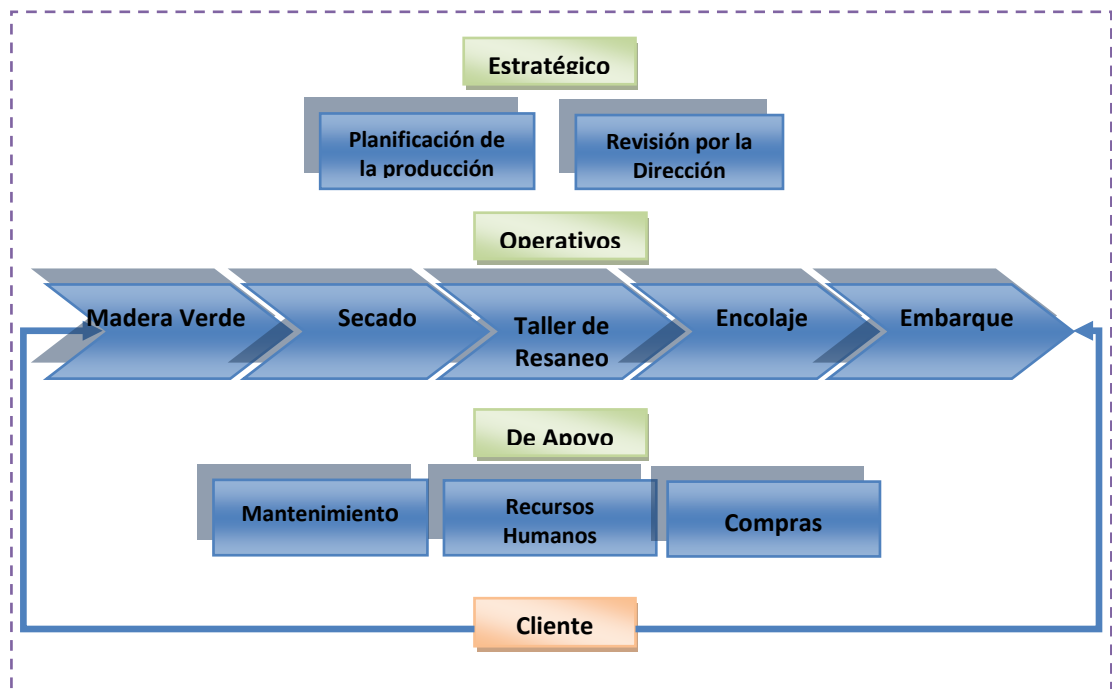 Estratégico
Planificación de
la producción
Revisión por la
Dirección
Operativos
Madera Verde
Secado
Taller de
Resaneo
Encolaje
Embarque
De Apoyo
Mantenimiento
Recursos
Humanos
Compras
Cliente